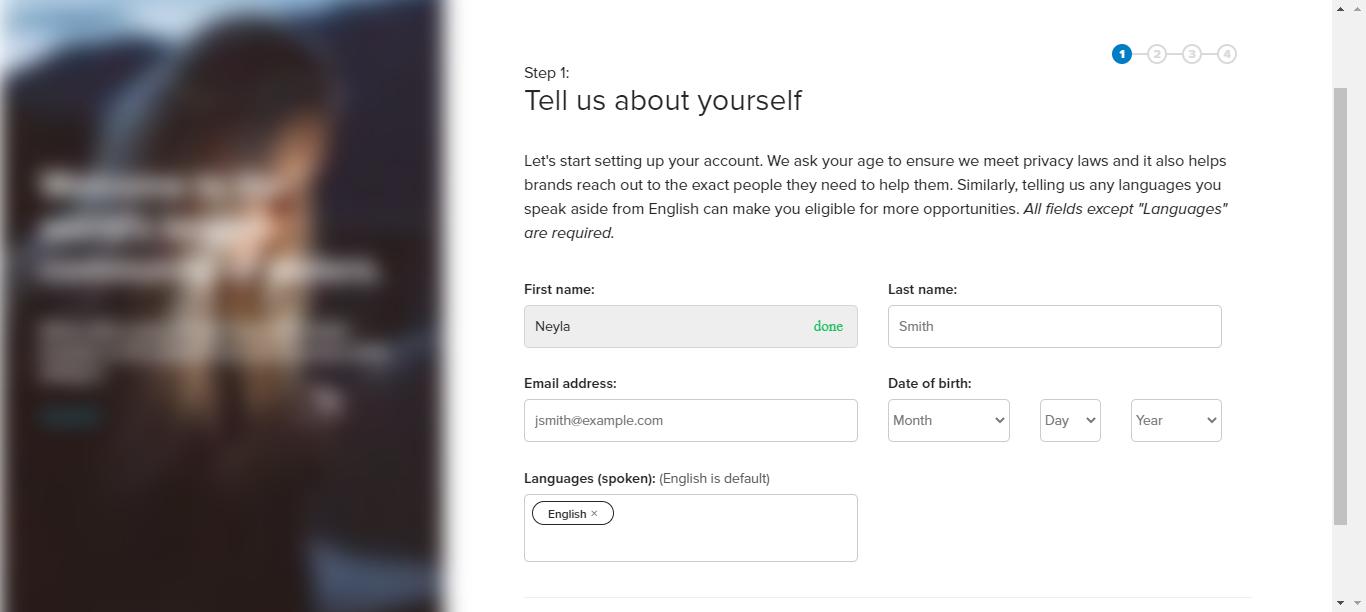 1 2 3 4
Step 1:
Tell us about yourself
Let's start setting up your account. We ask your age to ensure we meet privacy laws and it also helps
brands reach out to the exact people they need to help them. Similarly, telling us any languages you
speak aside from English can make you eligible for more opportunities. All fields except "Languages"
are required.
First name:
Last name:
Neyla done
Smith
Email address:
Date of birth:
jsmith@example.com
Month Day Year
Languages (spoken): (English is default)
English ×